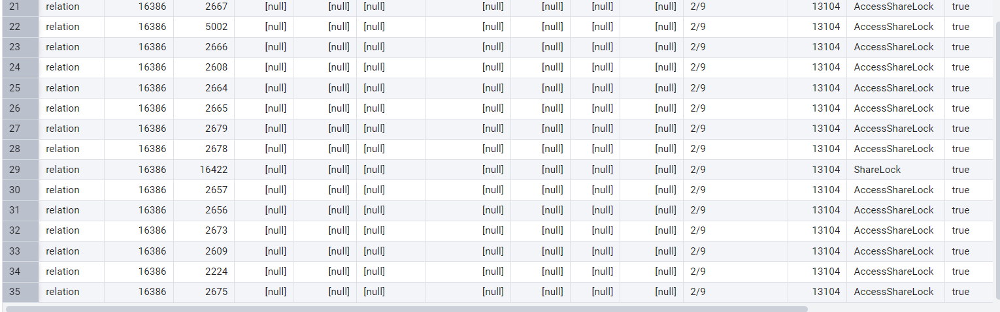 21 relation 16386 2667 [null] [null] [null] [null] [null] [null] [null] 2/9 13104 AccessShareLock true
22 relation 16386 5002 [null] [null] [null] [null] [null] [null] [null] 2/9 13104 AccessShareLock true
23 relation 16386 2666 [null] [null] [null] [null] [null] [null] [null] 2/9 13104 AccessShareLock true
24 relation 16386 2608 [null] [null] [null] [null] [null] [null] [null] 2/9 13104 AccessShareLock true
25 relation 16386 2664 [null] [null] [null] [null] [null] [null] [null] 2/9 13104 AccessShareLock true
26 relation 16386 2665 [null] [null] [null] [null] [null] [null] [null] 2/9 13104 AccessShareLock true
27 relation 16386 2679 [null] [null] [null] [null] [null] [null] [null] 2/9 13104 AccessShareLock true
28 relation 16386 2678 [null] [null] [null] [null] [null] [null] [null] 2/9 13104 AccessShareLock true
29 relation 16386 16422 [null] [null] [null] [null] [null] [null] [null] 2/9 13104 ShareLock true
30 relation 16386 2657 [null] [null] [null] [null] [null] [null] [null] 2/9 13104 AccessShareLock true
31 relation 16386 2656 [null] [null] [null] [null] [null] [null] [null] 2/9 13104 AccessShareLock true
32 relation 16386 2673 [null] [null] [null] [null] [null] [null] [null] 2/9 13104 AccessShareLock true
33 relation 16386 2609 [null] [null] [null] [null] [null] [null] [null] 2/9 13104 AccessShareLock true
34 relation 16386 2224 [null] [null] [null] [null] [null] [null] [null] 2/9 13104 AccessShareLock true
35 relation 16386 2675 [null] [null] [null] [null] [null] [null] [null] 2/9 13104 AccessShareLock true